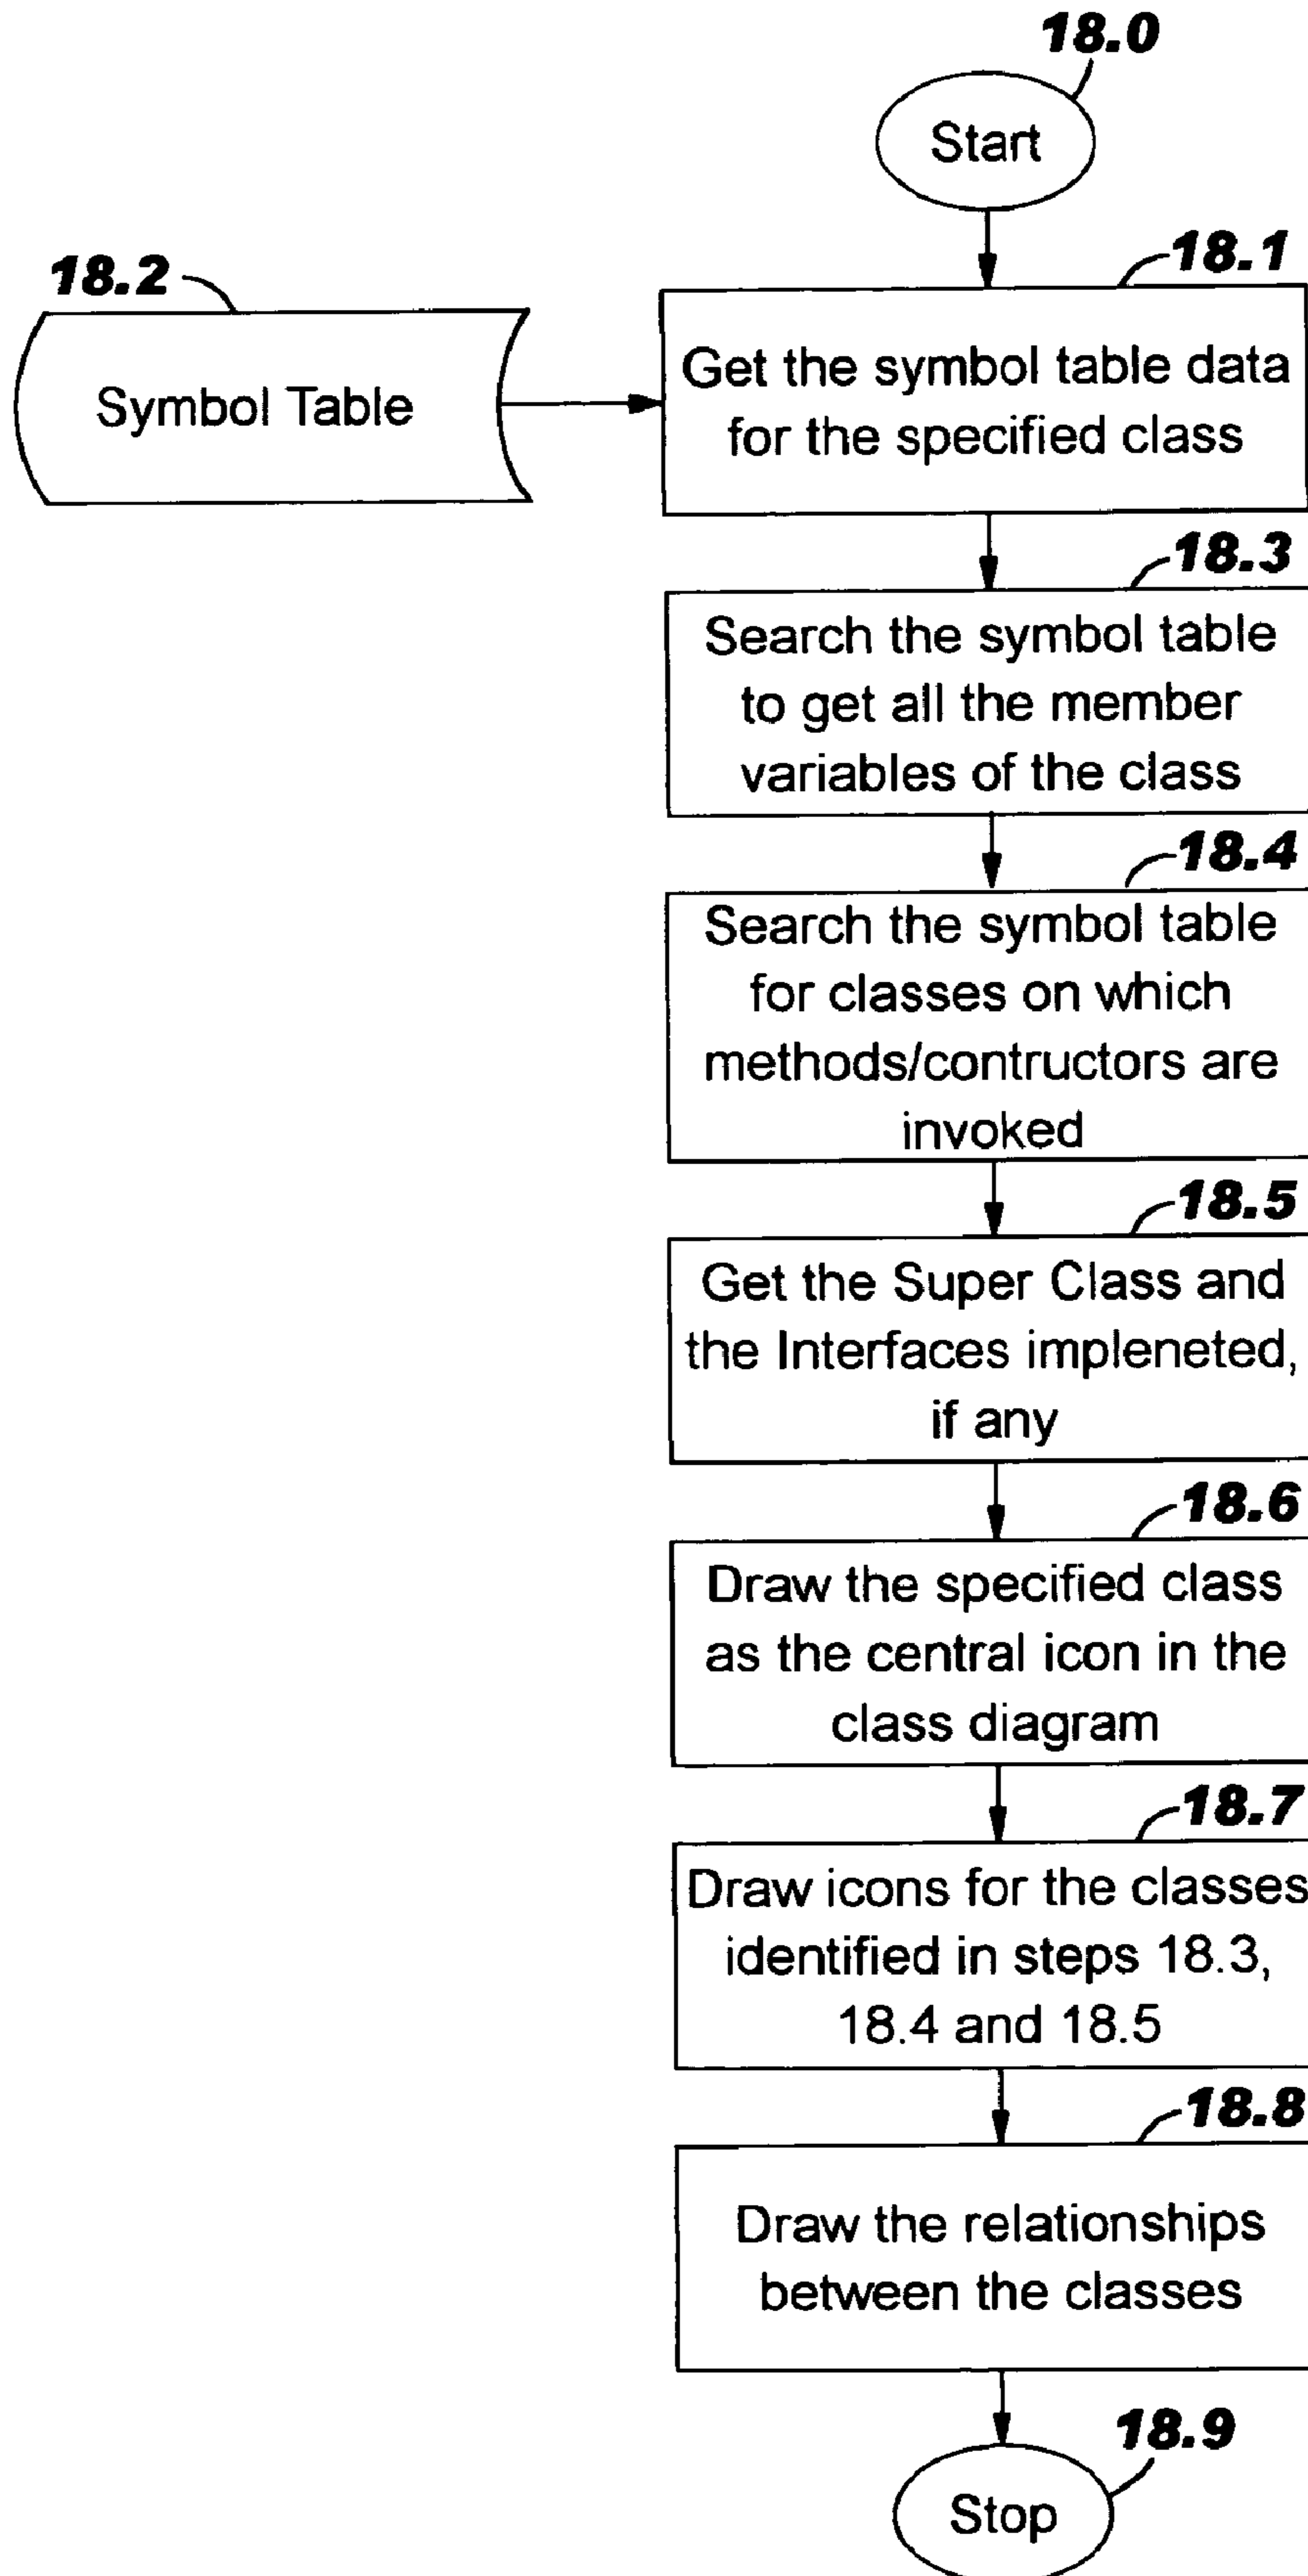 18.0
Start
18.1
18.2
Get the symbol table data
for the specified class
Symbol Table
18.3
Search the symbol table
to get all the member
variables of the class
18.4
Search the symbol table
for classes on which
methods/contructors are
invoked
18.5
Get the Super Class and
the Interfaces impleneted,
if any
18.6
Draw the specified class
as the central icon in the
class diagram
18.7
Draw icons for the classes
identified in steps 18.3,
18.4 and 18.5
18.8
Draw the relationships
between the classes
18.9
Stop